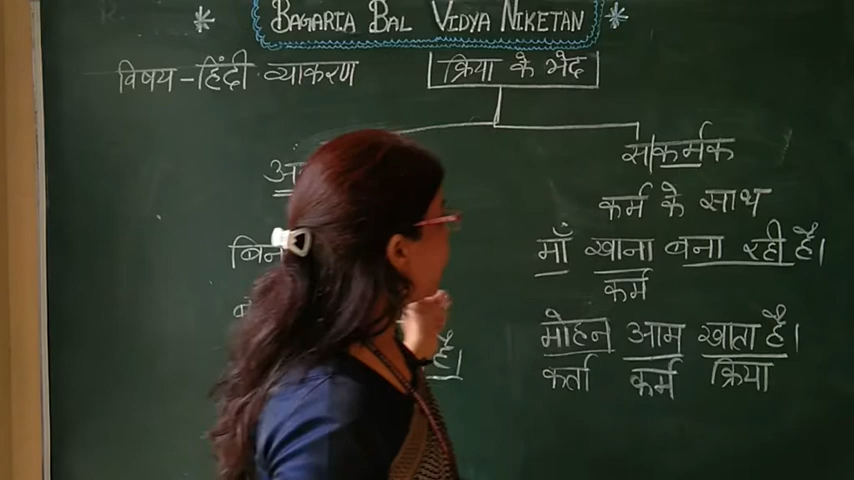 BAGARIA BAL VIDYA NIKETAN
विषय - हिंदी व्याकरण
क्रिया के भेद
सकर्मक
कर्म के साथ
माँ खाना बना रही है।
कर्म
मोहन आम खाता है।
कर्ता कर्म क्रिया
है।